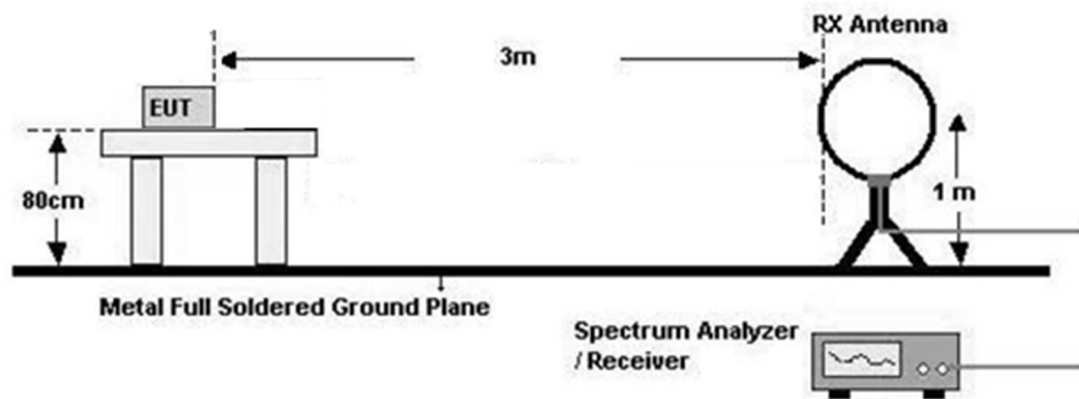 RX Antenna
3m
EUT
80cm
1 m
Metal Full Soldered Ground Plane
Spectrum Analyzer
/ Receiver